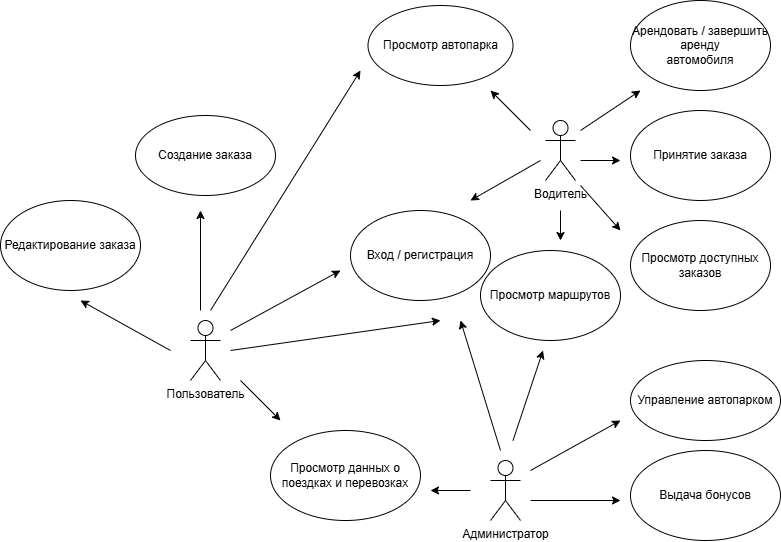 Арендовать / завершить
аренду
автомобиля
Просмотр автопарка
Создание заказа
Принятие заказа
Водитель
Редактирование заказа
Вход / регистрация
Просмотр доступных
заказов
Просмотр маршрутов
Пользователь
Управление автопарком
Просмотр данных о
поездках и перевозках
Выдача бонусов
Администратор